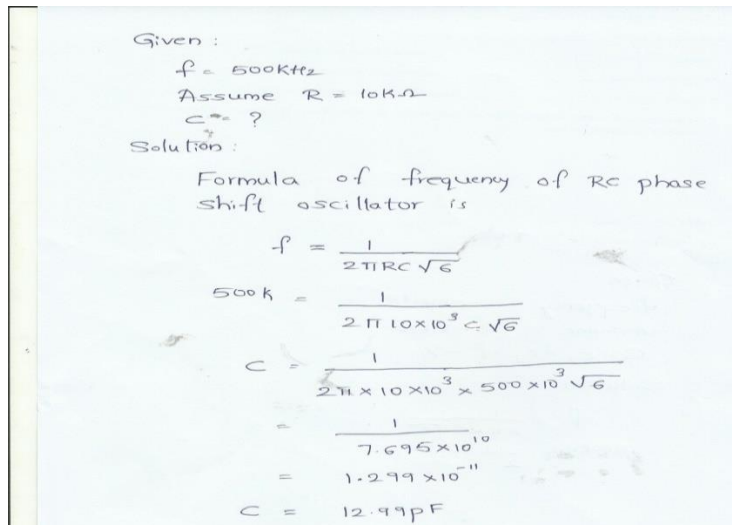 Given :
f = 500KHz
Assume R = 10KΩ
C = ?
Solution :
Formula of frequency of RC phase
shift oscillator is
f = 1 / 2πRC √6
500K = 1 / 2π 10×10³ C √6
C = 1 / 2π × 10 ×10³ × 500 ×10³ √6
= 1 / 7.695×10¹⁰
= 1.299 ×10⁻¹¹
C = 12.99pF